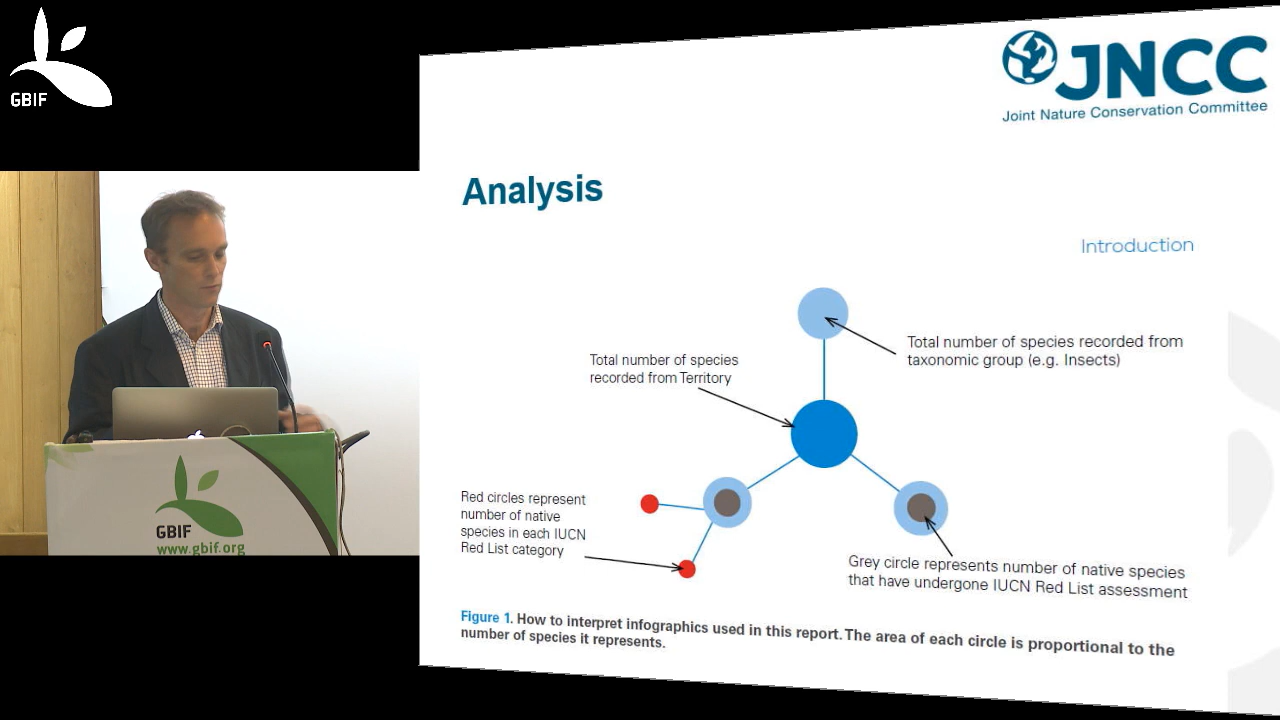 GBIF
JNCC
Joint Nature Conservation Committee
Analysis
Introduction
Total number of species recorded from
taxonomic group (e.g. Insects)
Total number of species
recorded from Territory
Red circles represent
number of native
species in each IUCN
Red List category
Grey circle represents number of native species
that have undergone IUCN Red List assessment
Figure 1. How to interpret infographics used in this report. The area of each circle is proportional to the
number of species it represents.
GBIF
www.gbif.org